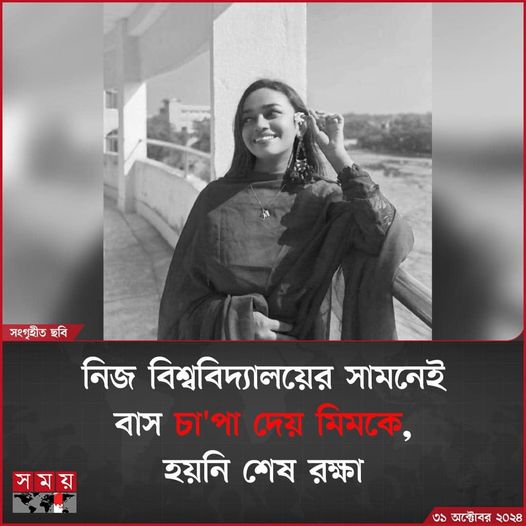 সংগৃহীত ছবি
নিজ বিশ্ববিদ্যালয়ের সামনেই
বাস চা'পা দেয় মিমকে,
হয়নি শেষ রক্ষা
সময়
৩১ অক্টোবর ২০২৪